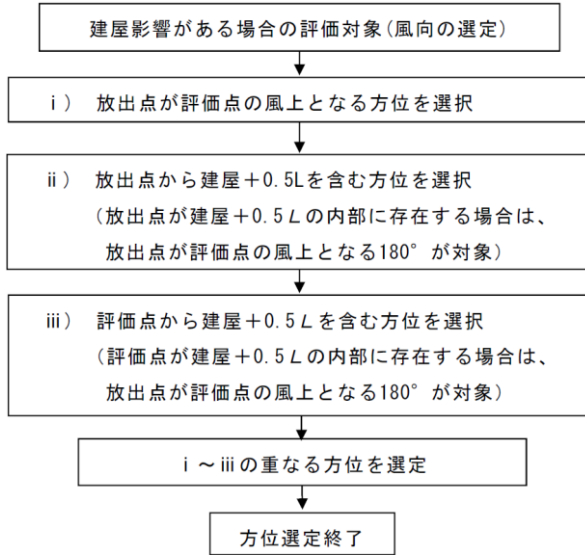 建屋影響がある場合の評価対象(風向の選定)
ⅰ) 放出点が評価点の風上となる方位を選択
ⅱ) 放出点から建屋+0.5Lを含む方位を選択
(放出点が建屋+0.5Lの内部に存在する場合は、
放出点が評価点の風上となる180°が対象)
ⅲ) 評価点から建屋+0.5Lを含む方位を選択
(評価点が建屋+0.5Lの内部に存在する場合は、
放出点が評価点の風上となる180°が対象)
ⅰ~ⅲの重なる方位を選定
方位選定終了